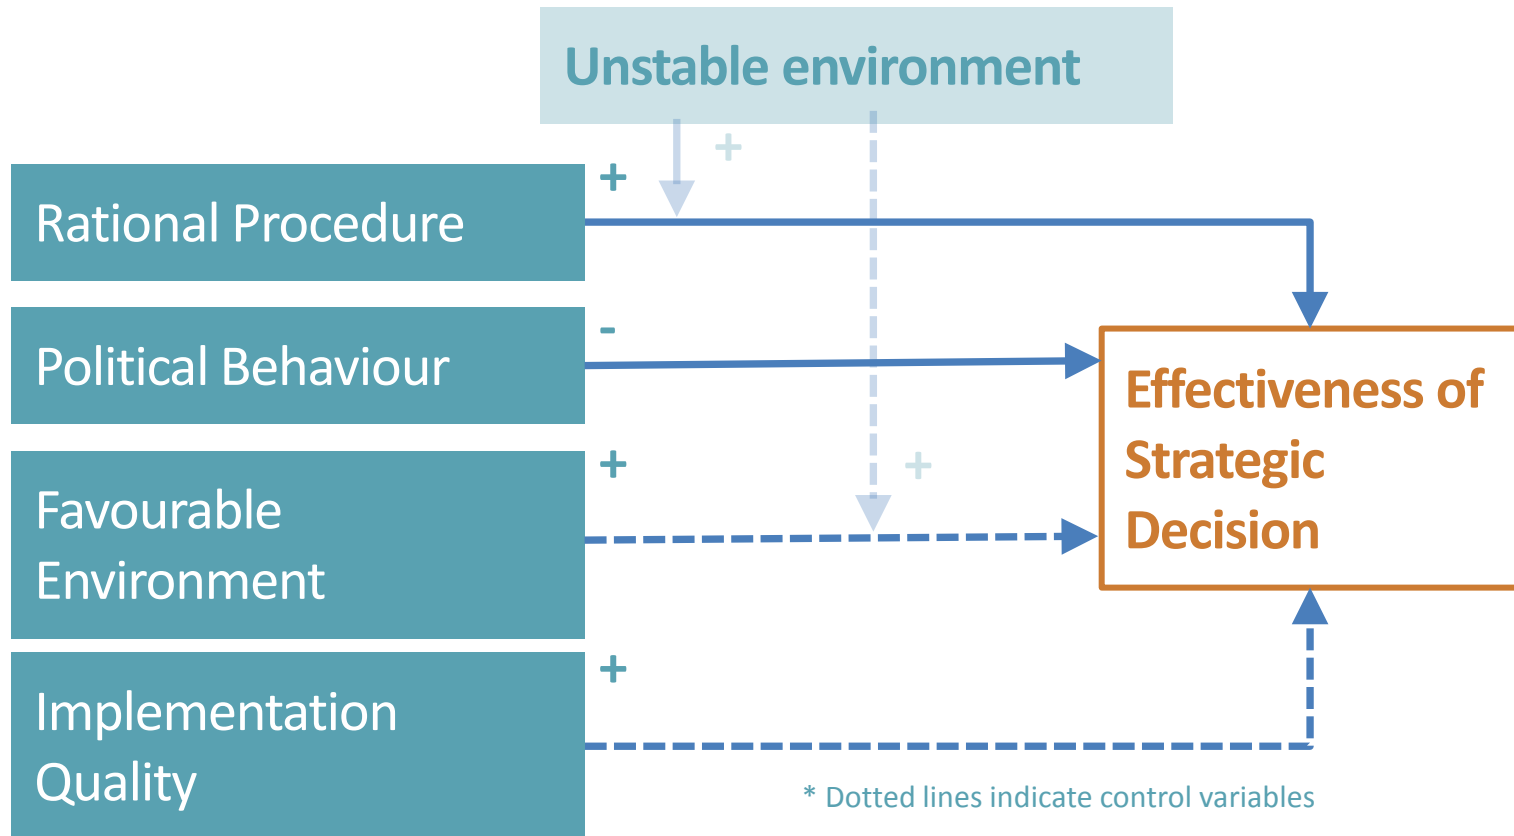 Unstable environment
+
+
Rational Procedure
-
Political Behaviour
+
+
Favourable
Environment
Effectiveness of
Strategic
Decision
+
Implementation
Quality
* Dotted lines indicate control variables